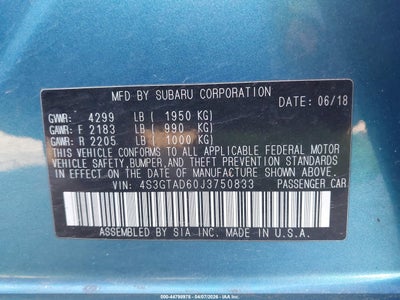 MFD BY SUBARU CORPORATION
DATE: 06/18
GVWR: 4299 LB ( 1950 KG)
GAWR: F 2183 LB ( 990 KG)
GAWR: R 2205 LB ( 1000 KG)
THIS VEHICLE CONFORMS TO ALL APPLICABLE FEDERAL MOTOR
VEHICLE SAFETY, BUMPER, AND THEFT PREVENTION STANDARDS
IN EFFECT ON THE DATE OF MANUFACTURE SHOWN ABOVE.
VIN: 4S3GTAD60J3750833 PASSENGER CAR
ASSEMBLED BY SIA INC. MADE IN U.S.A.
500-44799978 - 04/07/2026 - IAA